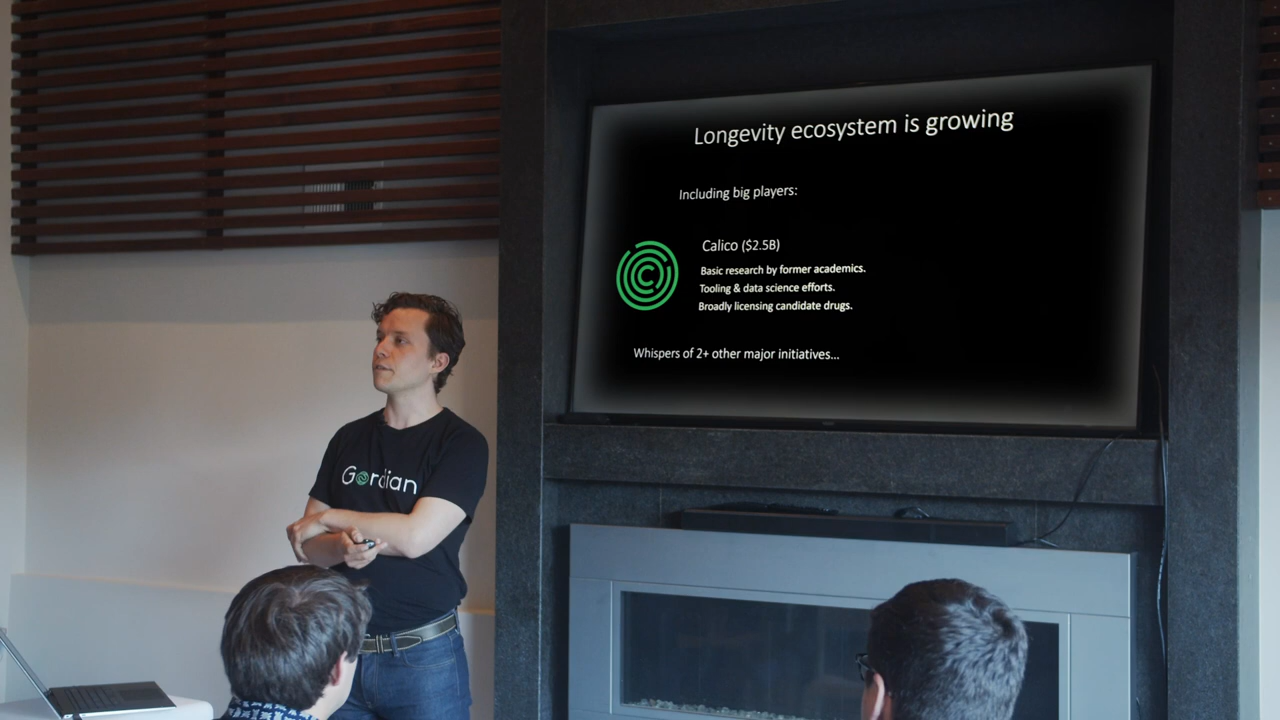 Longevity ecosystem is growing
Including big players:
Calico ($2.5B)
Basic research by former academics.
Tooling & data science efforts.
Broadly licensing candidate drugs.
Whispers of 2+ other major initiatives...
Gordian